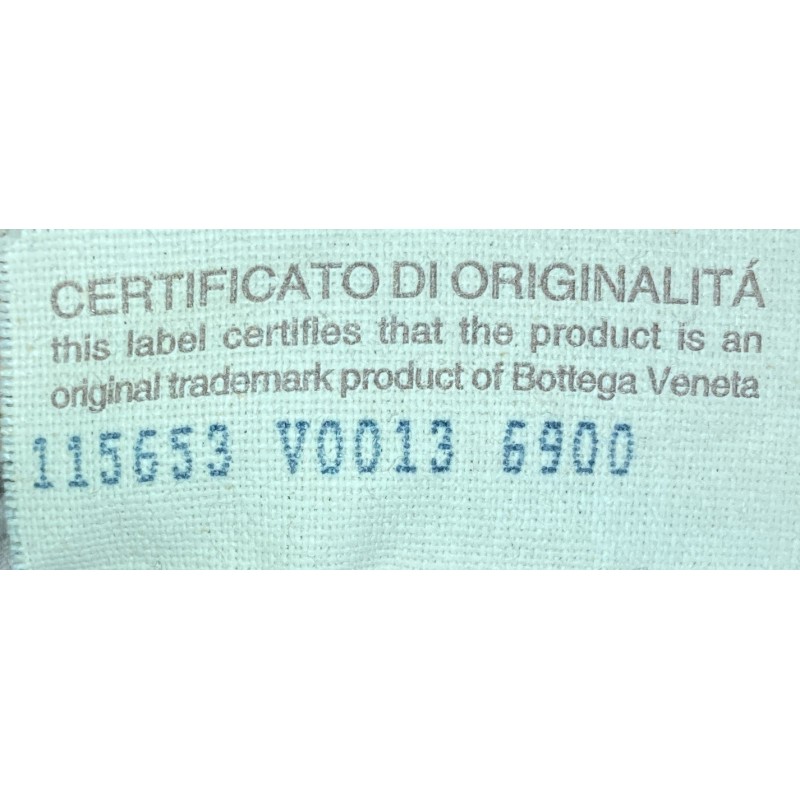 CERTIFICATO DI ORIGINALITÁ
this label certifies that the product is an
original trademark product of Bottega Veneta
115653 V0013 6900